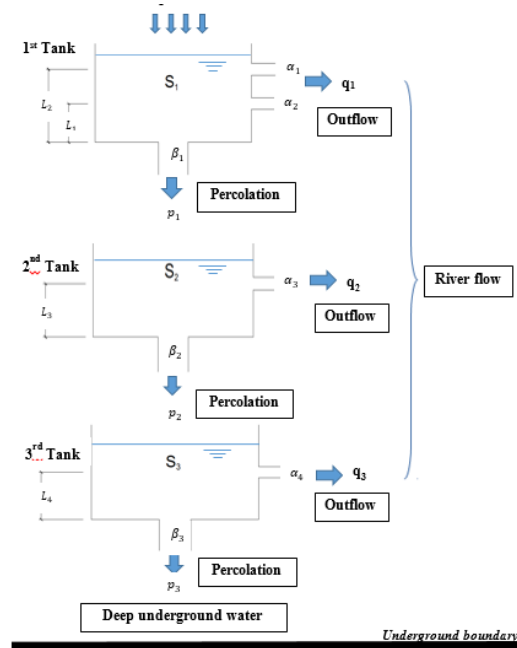 1st Tank
S1
α1
q1
L2
L1
α2
Outflow
β1
Percolation
p1
2nd Tank
S2
α3
q2
River flow
L3
Outflow
β2
Percolation
p2
3rd Tank
S3
α4
q3
L4
Outflow
β3
Percolation
p3
Deep underground water
Underground boundary